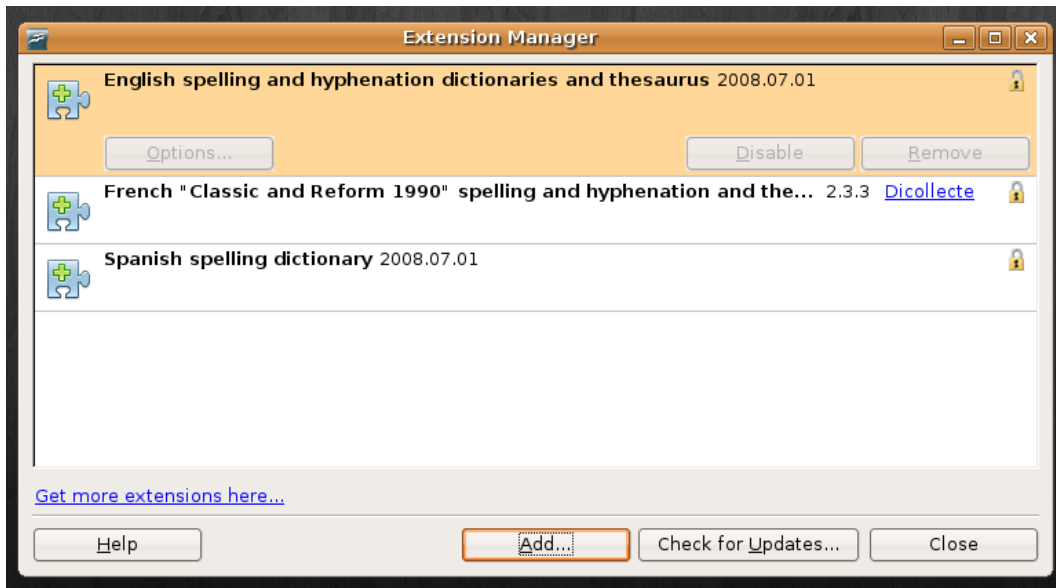 Extension Manager
English spelling and hyphenation dictionaries and thesaurus 2008.07.01
Options... Disable Remove
French "Classic and Reform 1990" spelling and hyphenation and the... 2.3.3 Dicollecte
Spanish spelling dictionary 2008.07.01
Get more extensions here...
Help Add... Check for Updates... Close